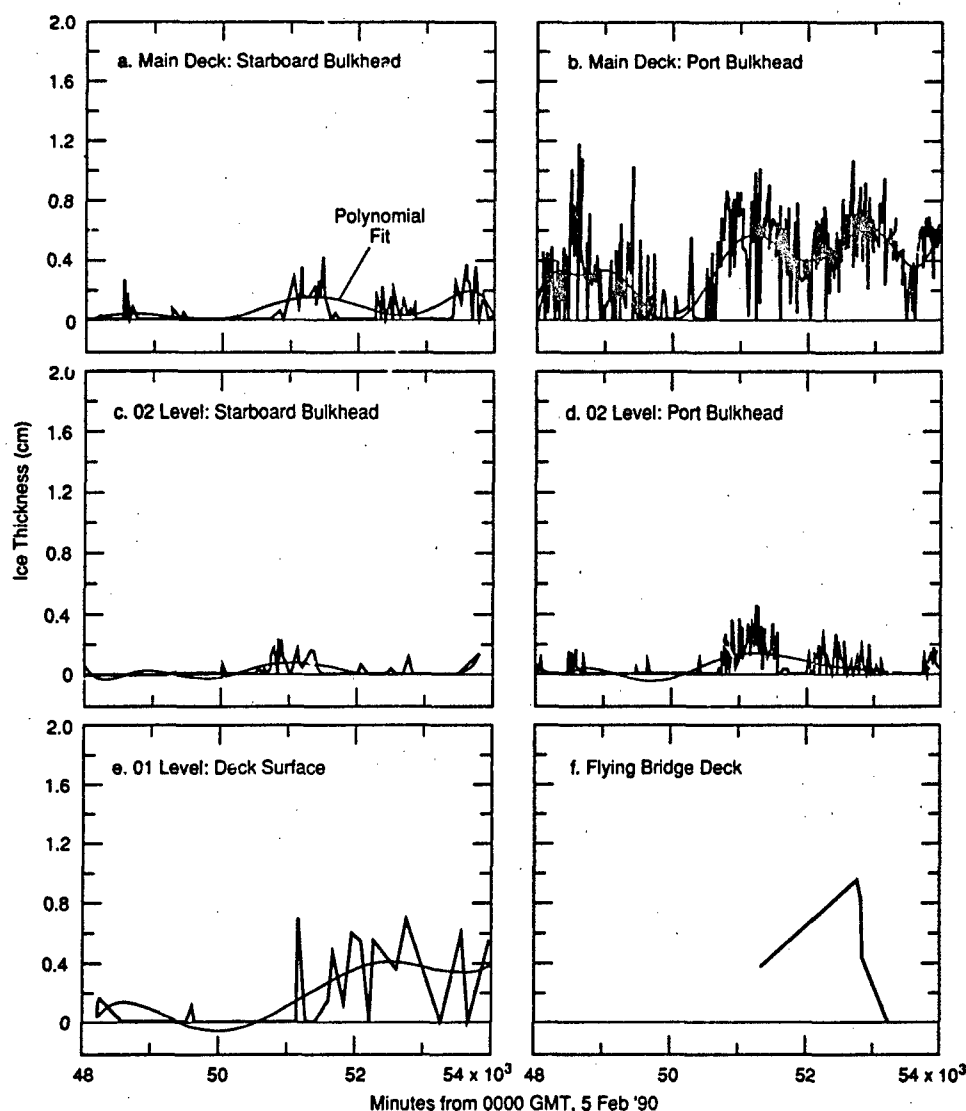 2.0
1.6
1.2
0.8
0.4
0
a. Main Deck: Starboard Bulkhead
Polynomial
Fit
b. Main Deck: Port Bulkhead
2.0
1.6
1.2
0.8
0.4
0
c. 02 Level: Starboard Bulkhead
d. 02 Level: Port Bulkhead
Ice Thickness (cm)
2.0
1.6
1.2
0.8
0.4
0
e. 01 Level: Deck Surface
f. Flying Bridge Deck
48 50 52 54 x 10³
48 50 52 54 x 10³
Minutes from 0000 GMT, 5 Feb '90